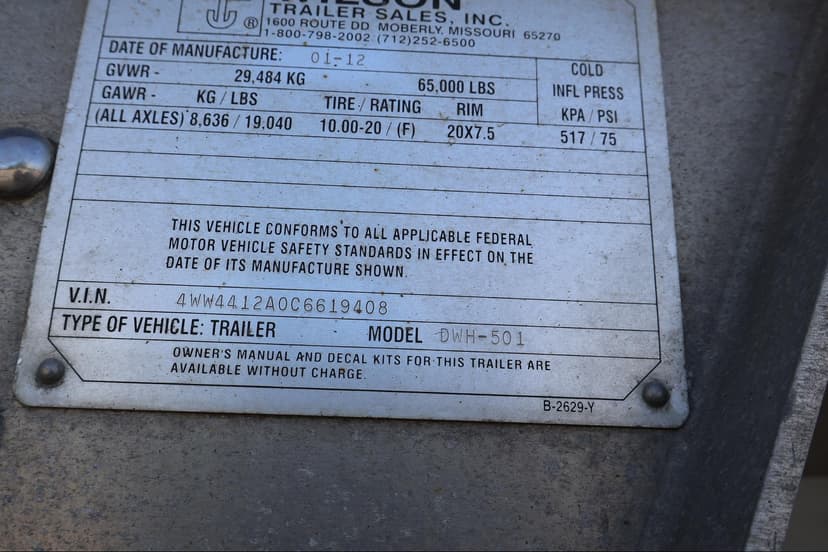 WILSON
®
TRAILER SALES, INC.
1600 ROUTE DD MOBERLY, MISSOURI 65270
1-800-798-2002 (712)252-6500
DATE OF MANUFACTURE: 01-12
GVWR - 29,484 KG 65,000 LBS
COLD
INFL PRESS
KPA / PSI
GAWR - KG / LBS TIRE / RATING RIM
(ALL AXLES) 8,636 / 19,040 10.00-20 / (F) 20X7.5 517 / 75
THIS VEHICLE CONFORMS TO ALL APPLICABLE FEDERAL
MOTOR VEHICLE SAFETY STANDARDS IN EFFECT ON THE
DATE OF ITS MANUFACTURE SHOWN.
V.I.N. 4WW4412A0C6619408
TYPE OF VEHICLE: TRAILER MODEL DWH-501
OWNER'S MANUAL AND DECAL KITS FOR THIS TRAILER ARE
AVAILABLE WITHOUT CHARGE.
B-2629-Y